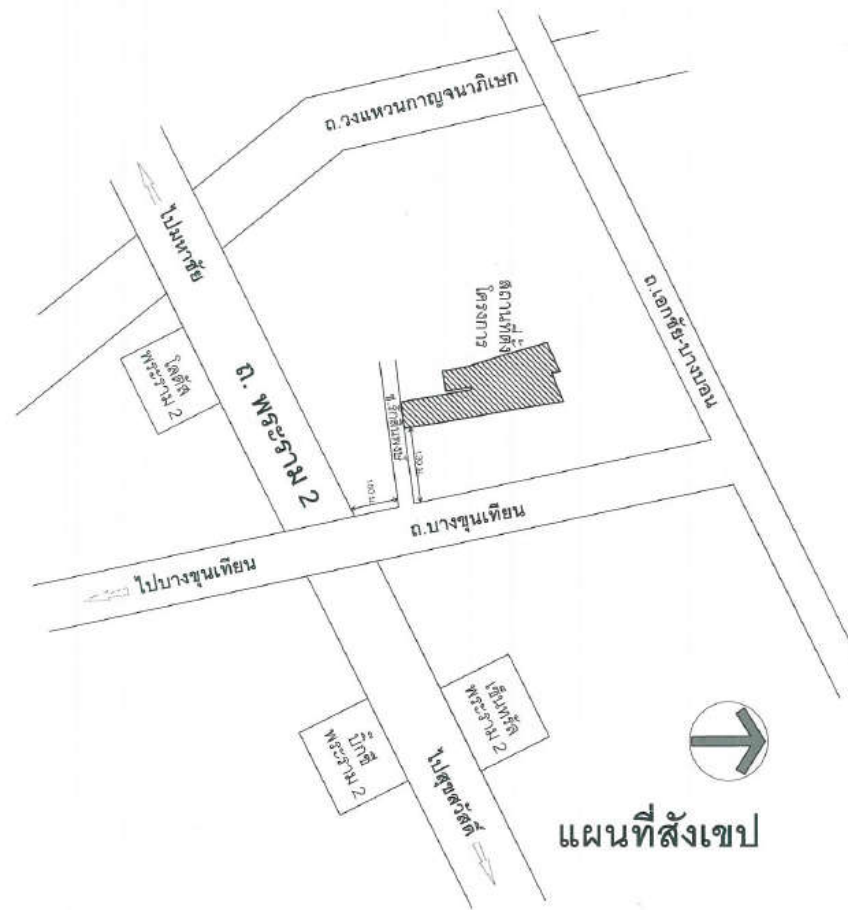 ถ.วงแหวนกาญจนาภิเษก
ไปมหาชัย
สถานที่ตั้ง
โครงการ
ถ.เอกชัย-บางบอน
โลตัส
พระราม 2
ถ. พระราม 2
ถ.บางขุนเทียน
ไปบางขุนเทียน
เซ็นทรัล
พระราม 2
บิ๊กซี
พระราม 2
ไปสุขสวัสดิ์
แผนที่สังเขป